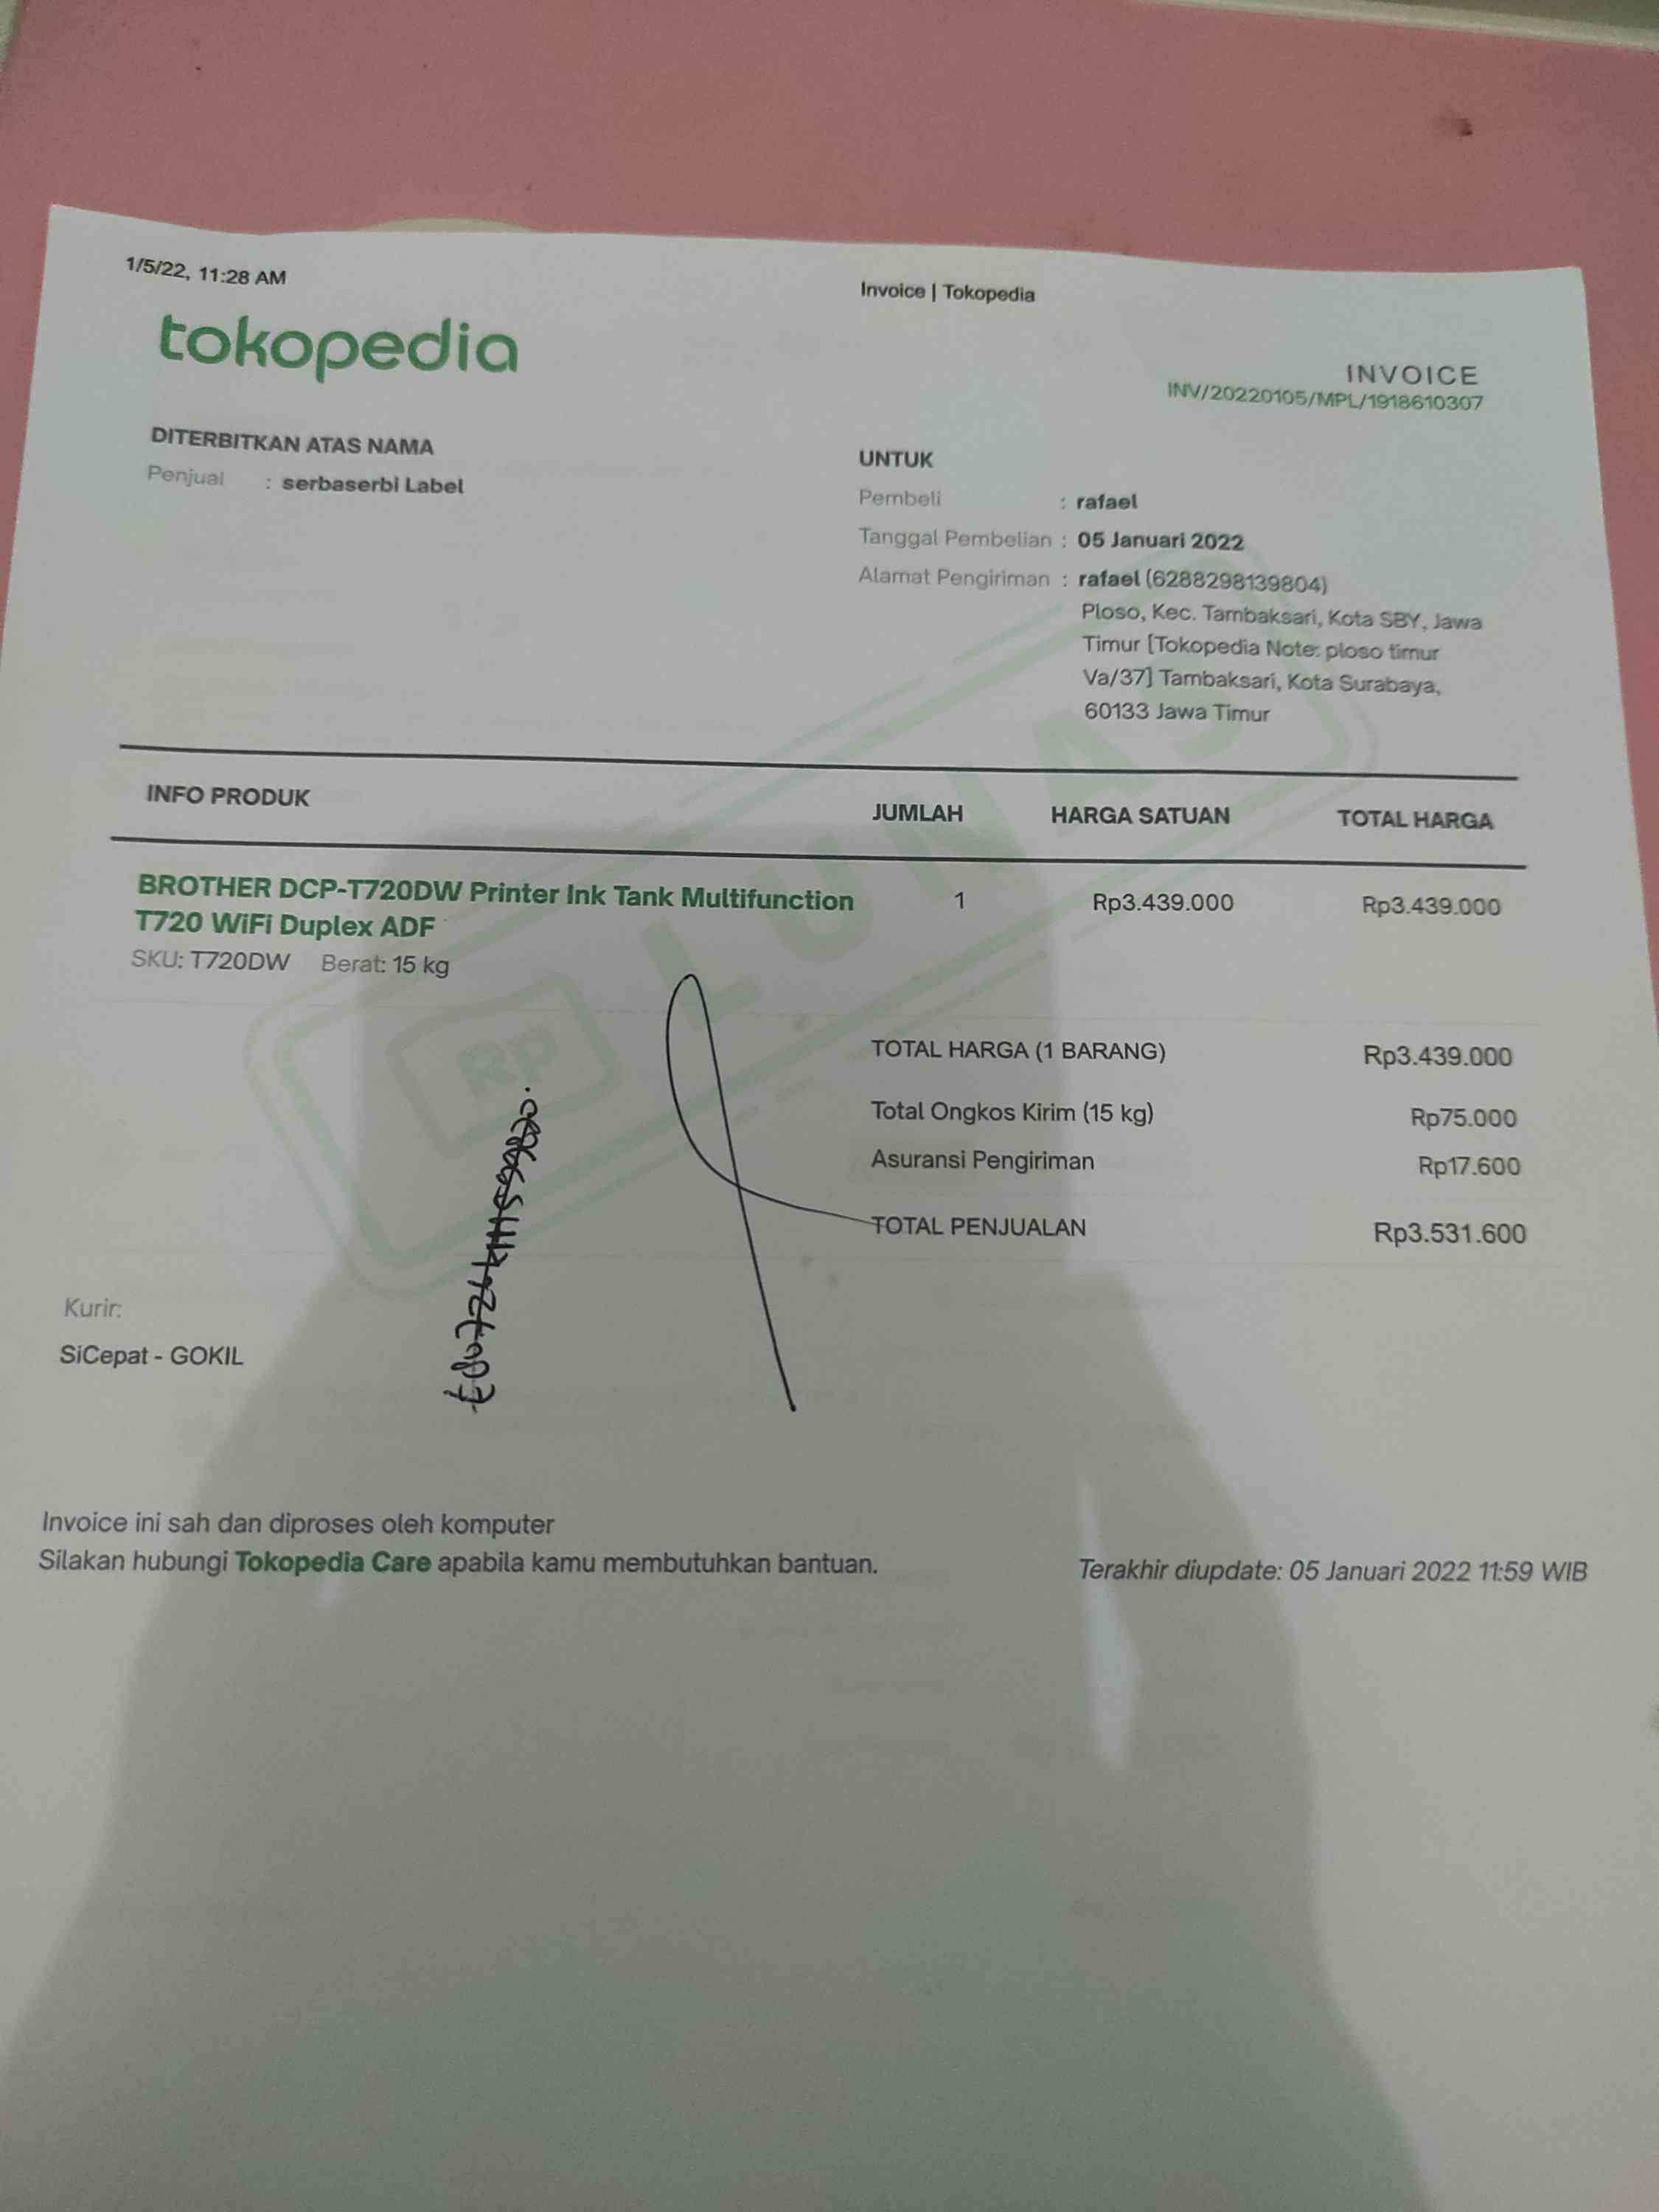 1/5/22, 11:28 AM
Invoice | Tokopedia
tokopedia
INVOICE
INV/20220105/MPL/1918610307
DITERBITKAN ATAS NAMA
Penjual : serbaserbi Label
UNTUK
Pembeli : rafael
Tanggal Pembelian : 05 Januari 2022
Alamat Pengiriman : rafael (6288298139804)
Ploso, Kec. Tambaksari, Kota SBY, Jawa
Timur [Tokopedia Note: ploso timur
Va/37] Tambaksari, Kota Surabaya,
60133 Jawa Timur
INFO PRODUK JUMLAH HARGA SATUAN TOTAL HARGA
BROTHER DCP-T720DW Printer Ink Tank Multifunction 1 Rp3.439.000 Rp3.439.000
T720 WiFi Duplex ADF
SKU: T720DW Berat: 15 kg
RP LUNAS
TOTAL HARGA (1 BARANG) Rp3.439.000
Total Ongkos Kirim (15 kg) Rp75.000
Asuransi Pengiriman Rp17.600
TOTAL PENJUALAN Rp3.531.600
Kurir:
SiCepat - GOKIL
Invoice ini sah dan diproses oleh komputer
Silakan hubungi Tokopedia Care apabila kamu membutuhkan bantuan.
Terakhir diupdate: 05 Januari 2022 11:59 WIB